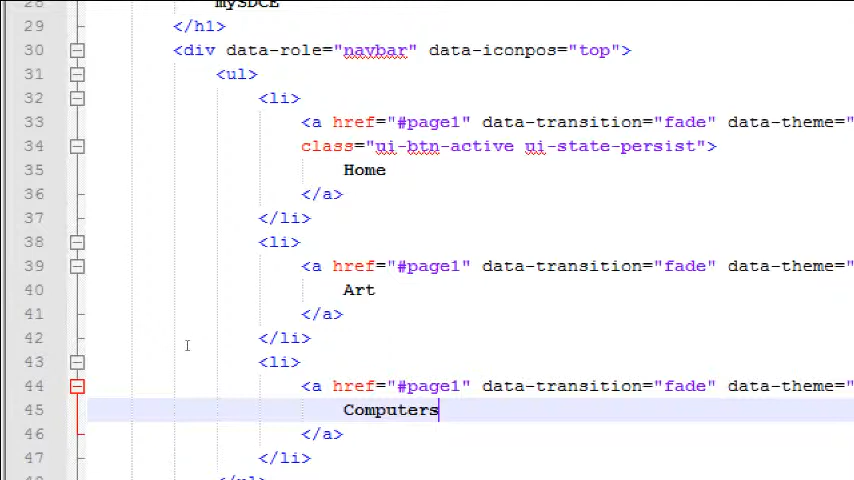 28 mySDCE
29 </h1>
30 <div data-role="navbar" data-iconpos="top">
31 <ul>
32 <li>
33 <a href="#page1" data-transition="fade" data-theme="
34 class="ui-btn-active ui-state-persist">
35 Home
36 </a>
37 </li>
38 <li>
39 <a href="#page1" data-transition="fade" data-theme="
40 Art
41 </a>
42 </li>
43 <li>
44 <a href="#page1" data-transition="fade" data-theme="
45 Computers
46 </a>
47 </li>
48 </ul>